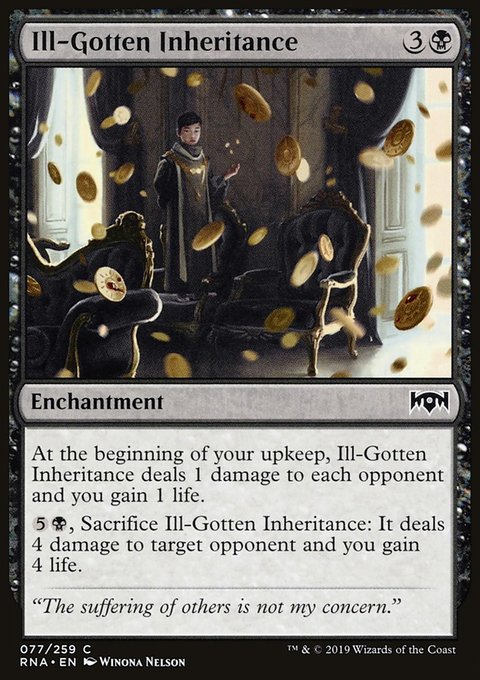 Ill-Gotten Inheritance 3
Enchantment
At the beginning of your upkeep, Ill-Gotten
Inheritance deals 1 damage to each opponent
and you gain 1 life.
5, Sacrifice Ill-Gotten Inheritance: It deals
4 damage to target opponent and you gain
4 life.
“The suffering of others is not my concern.”
077/259 C
RNA • EN Winona Nelson
™ & © 2019 Wizards of the Coast